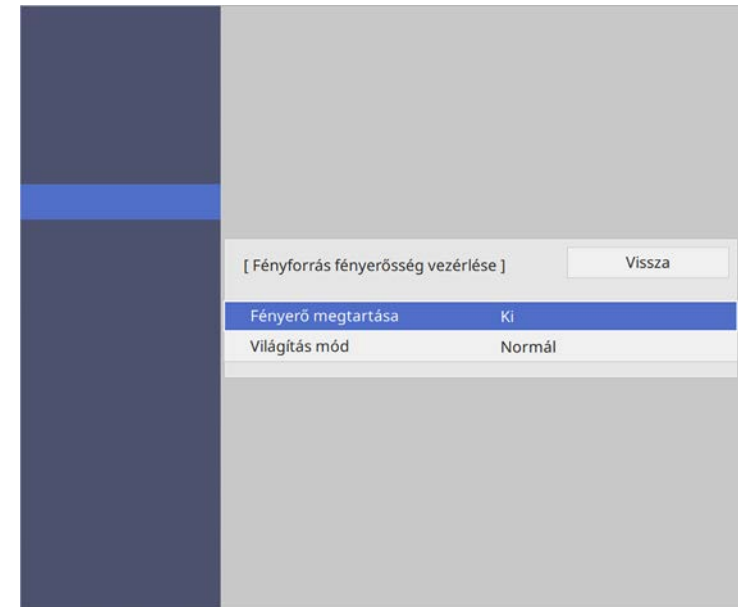 [ Fényforrás fényerősség vezérlése ] Vissza
Fényerő megtartása Ki
Világítás mód Normál